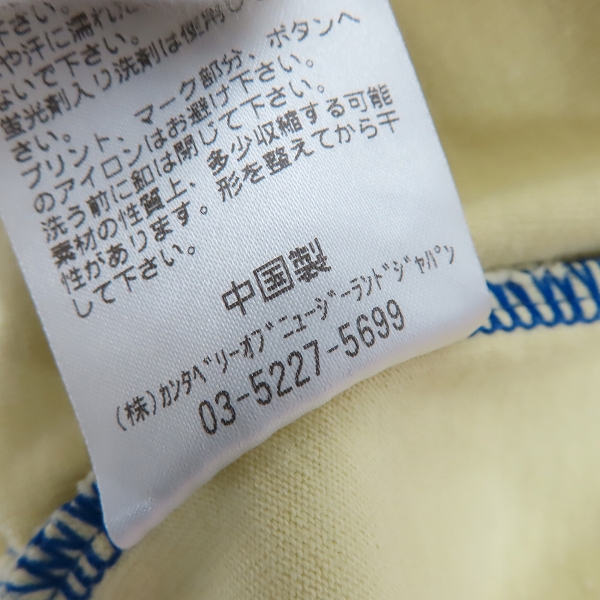 下さい。
や汗に濡れた
ないで下さい。
蛍光剤入り洗剤は使用し
さい。
プリント、マーク部分、ボタンへ
のアイロンはお避け下さい。
洗う前に釦は閉じて下さい。
素材の性質上、多少収縮する可能
性があります。形を整えてから干
して下さい。
中国製
(株)ｶﾝﾀﾍﾞﾘｰｵﾌﾞﾆｭｰｼﾞｰﾗﾝﾄﾞｼﾞｬﾊﾟﾝ
03-5227-5699